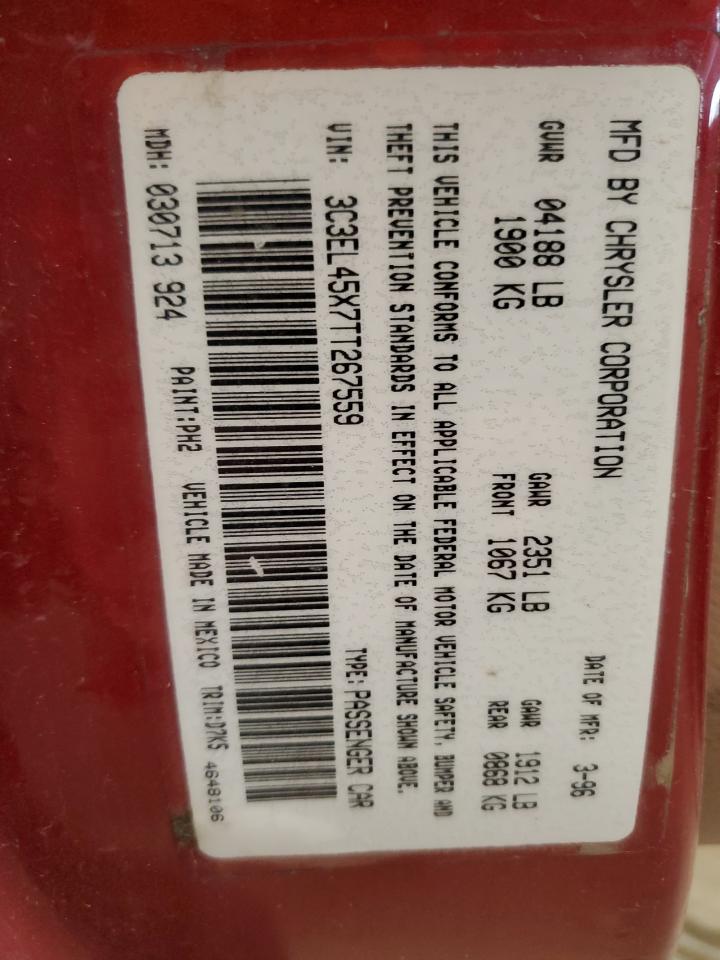 MFD BY CHRYSLER CORPORATION DATE OF MFR: 3-96
GVWR 04188 LB GAWR 2351 LB GAWR 1912 LB
1900 KG FRONT 1067 KG REAR 0868 KG
THIS VEHICLE CONFORMS TO ALL APPLICABLE FEDERAL MOTOR VEHICLE SAFETY, BUMPER AND
THEFT PREVENTION STANDARDS IN EFFECT ON THE DATE OF MANUFACTURE SHOWN ABOVE.
VIN: 3C3EL45X7TT267559 TYPE: PASSENGER CAR
MDH: 030713 924 PAINT:PH2 VEHICLE MADE IN MEXICO TRIM:D7K5 4648106